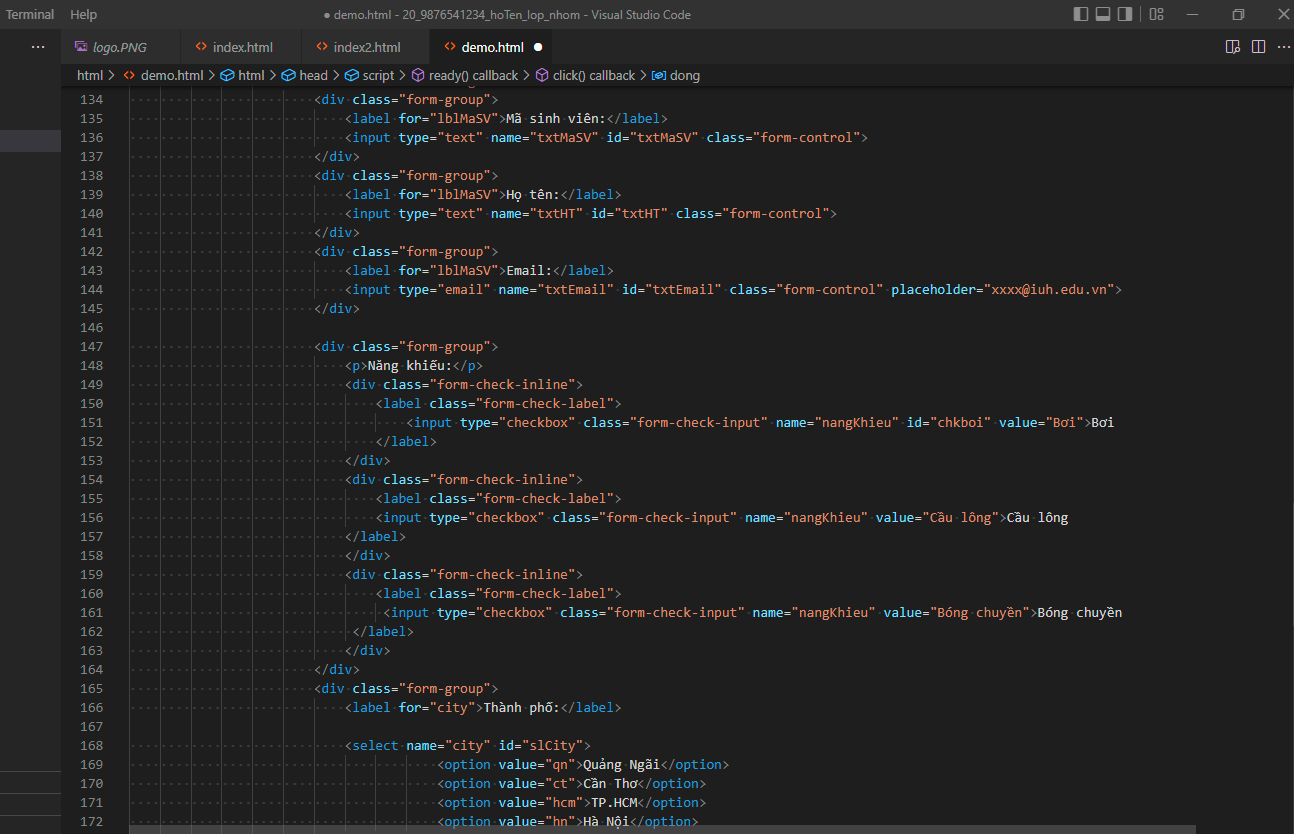 Terminal Help ● demo.html - 20_9876541234_hoTen_lop_nhom - Visual Studio Code
... logo.PNG <> index.html <> index2.html <> demo.html ●
html > <> demo.html > html > head > script > ready() callback > click() callback > dong
134 <div class="form-group">
135 <label for="lblMaSV">Mã sinh viên:</label>
136 <input type="text" name="txtMaSV" id="txtMaSV" class="form-control">
137 </div>
138 <div class="form-group">
139 <label for="lblMaSV">Họ tên:</label>
140 <input type="text" name="txtHT" id="txtHT" class="form-control">
141 </div>
142 <div class="form-group">
143 <label for="lblMaSV">Email:</label>
144 <input type="email" name="txtEmail" id="txtEmail" class="form-control" placeholder="xxxx@iuh.edu.vn">
145 </div>
146
147 <div class="form-group">
148 <p>Năng khiếu:</p>
149 <div class="form-check-inline">
150 <label class="form-check-label">
151 <input type="checkbox" class="form-check-input" name="nangKhieu" id="chkboi" value="Bơi">Bơi
152 </label>
153 </div>
154 <div class="form-check-inline">
155 <label class="form-check-label">
156 <input type="checkbox" class="form-check-input" name="nangKhieu" value="Cầu lông">Cầu lông
157 </label>
158 </div>
159 <div class="form-check-inline">
160 <label class="form-check-label">
161 <input type="checkbox" class="form-check-input" name="nangKhieu" value="Bóng chuyền">Bóng chuyền
162 </label>
163 </div>
164 </div>
165 <div class="form-group">
166 <label for="city">Thành phố:</label>
167
168 <select name="city" id="slCity">
169 <option value="qn">Quảng Ngãi</option>
170 <option value="ct">Cần Thơ</option>
171 <option value="hcm">TP.HCM</option>
172 <option value="hn">Hà Nội</option>